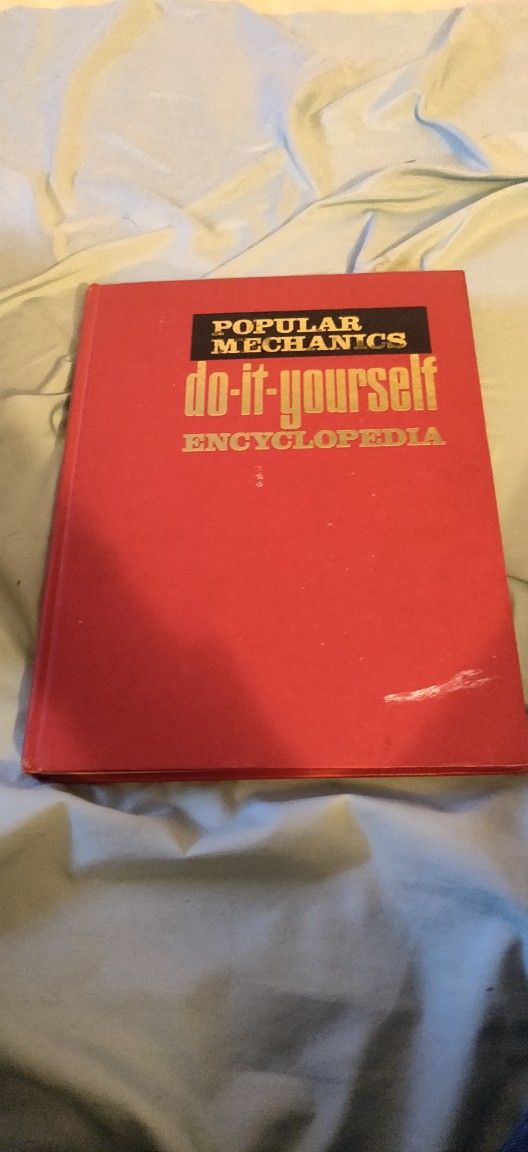 POPULAR
MECHANICS
do-it-yourself
ENCYCLOPEDIA